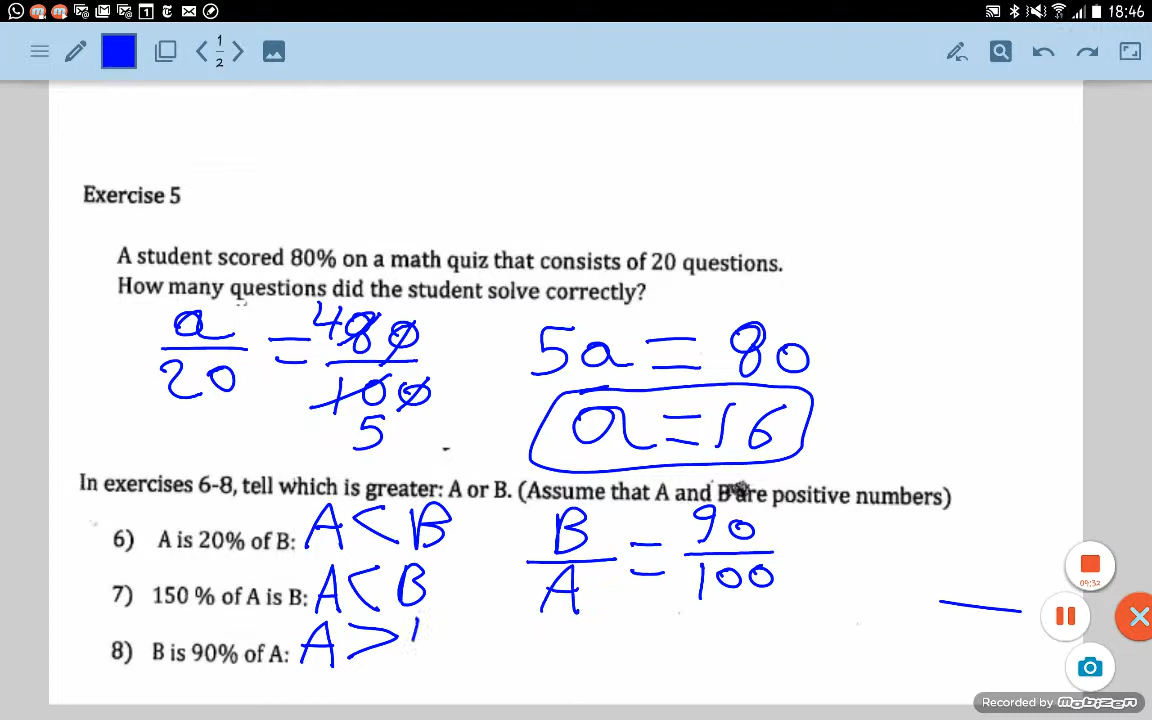 18:46
1
2
Exercise 5
A student scored 80% on a math quiz that consists of 20 questions.
How many questions did the student solve correctly?
a/20 = 480/100 5
5a = 80
a = 16
In exercises 6-8, tell which is greater: A or B. (Assume that A and B are positive numbers)
6) A is 20% of B: A < B
B/A = 90/100
7) 150 % of A is B: A < B
8) B is 90% of A: A >
09:32
Recorded by mobizen